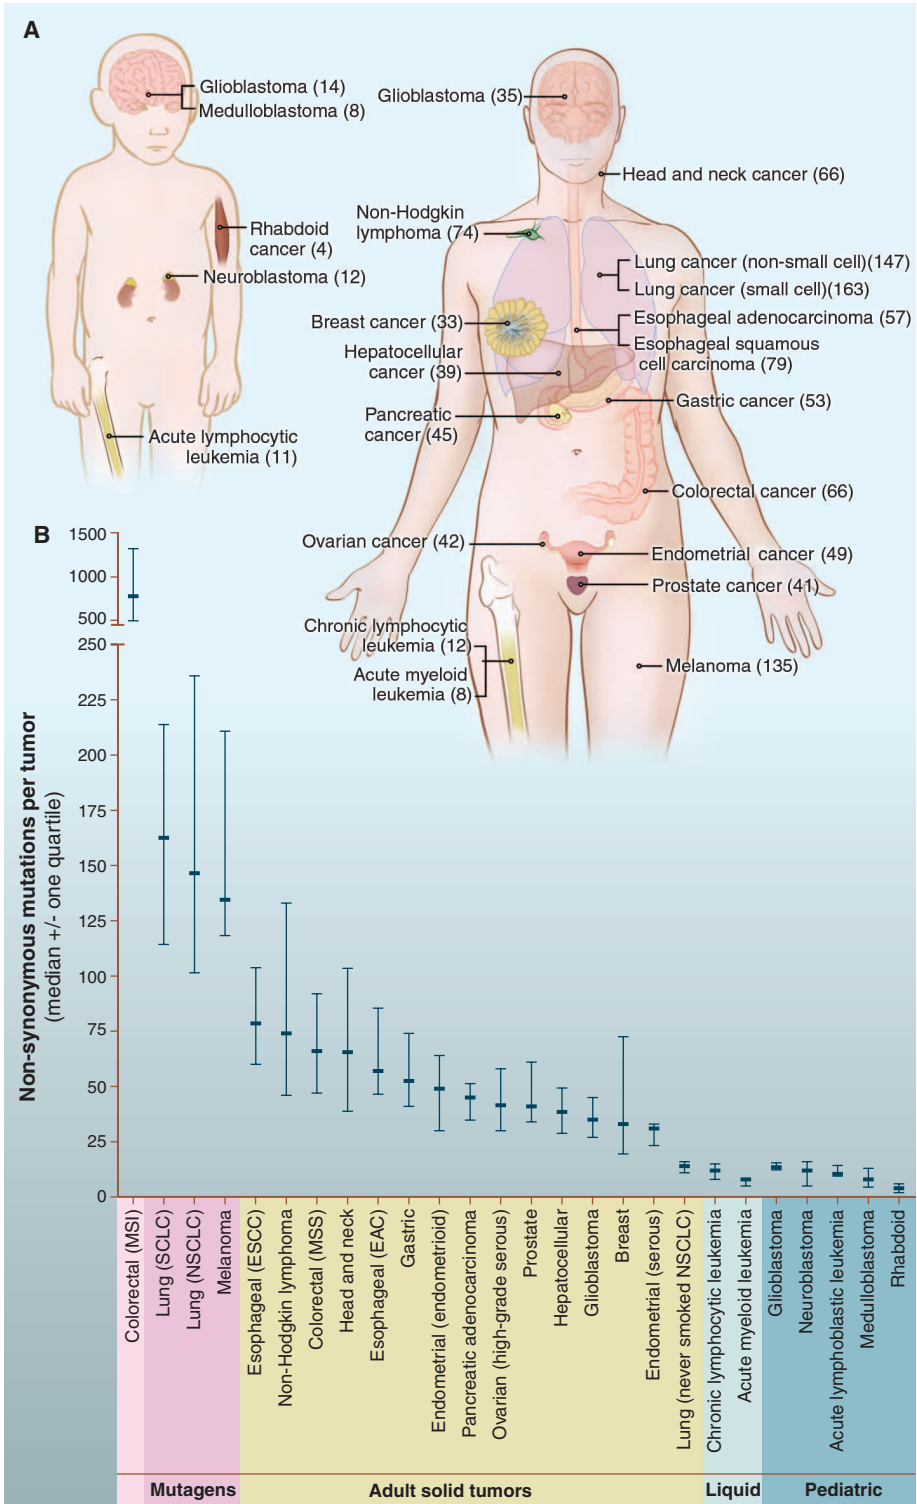 A
Glioblastoma (14)
Medulloblastoma (8)
Rhabdoid
cancer (4)
Neuroblastoma (12)
Acute lymphocytic
leukemia (11)
Glioblastoma (35)
Head and neck cancer (66)
Non-Hodgkin
lymphoma (74)
Lung cancer (non-small cell)(147)
Lung cancer (small cell)(163)
Breast cancer (33)
Esophageal adenocarcinoma (57)
Esophageal squamous
cell carcinoma (79)
Hepatocellular
cancer (39)
Gastric cancer (53)
Pancreatic
cancer (45)
Colorectal cancer (66)
Ovarian cancer (42)
Endometrial cancer (49)
Prostate cancer (41)
Chronic lymphocytic
leukemia (12)
Acute myeloid
leukemia (8)
Melanoma (135)
B
1500
1000
500
250
225
200
175
150
125
100
75
50
25
0
Non-synonymous mutations per tumor
(median +/- one quartile)
Colorectal (MSI)
Lung (SCLC)
Lung (NSCLC)
Melanoma
Esophageal (ESCC)
Non-Hodgkin lymphoma
Colorectal (MSS)
Head and neck
Esophageal (EAC)
Gastric
Endometrial (endometrioid)
Pancreatic adenocarcinoma
Ovarian (high-grade serous)
Prostate
Hepatocellular
Glioblastoma
Breast
Endometrial (serous)
Lung (never smoked NSCLC)
Chronic lymphocytic leukemia
Acute myeloid leukemia
Glioblastoma
Neuroblastoma
Acute lymphoblastic leukemia
Medulloblastoma
Rhabdoid
Mutagens
Adult solid tumors
Liquid
Pediatric